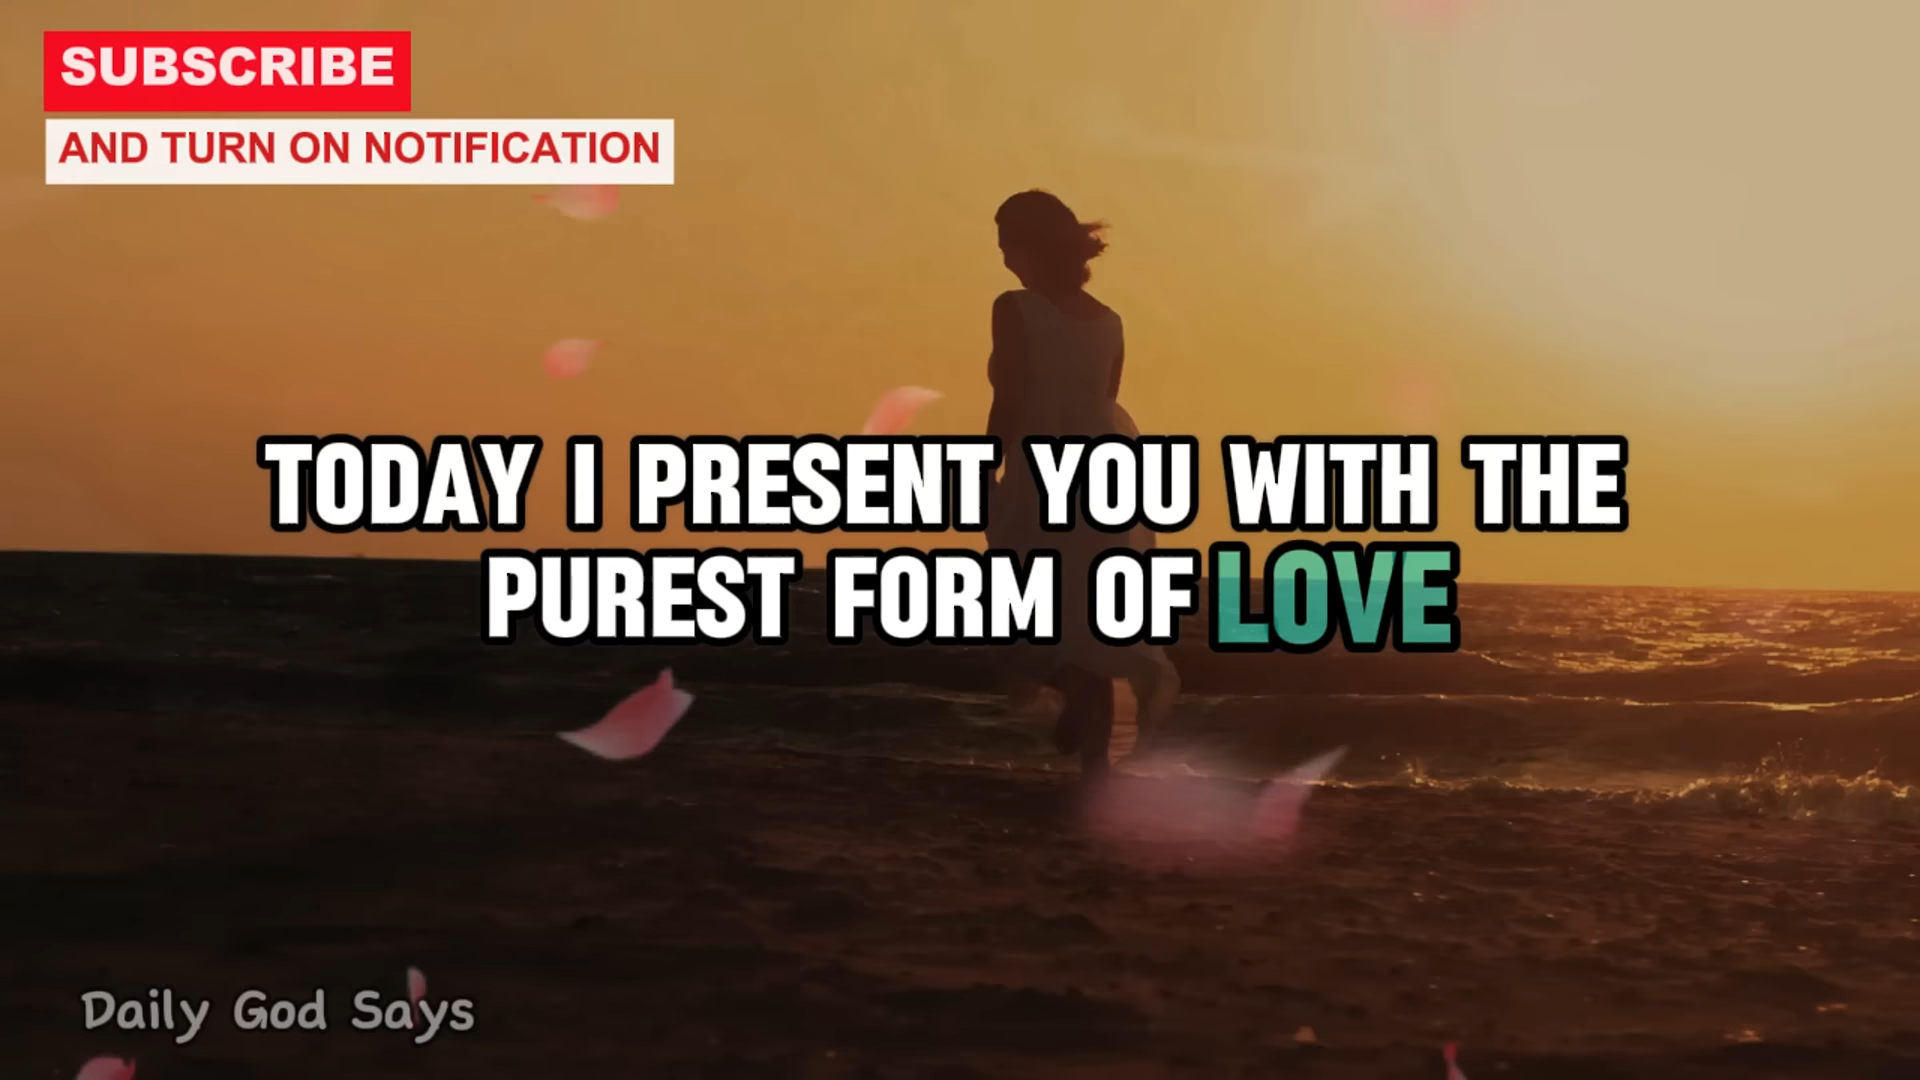 SUBSCRIBE
AND TURN ON NOTIFICATION
TODAY I PRESENT YOU WITH THE
PUREST FORM OF LOVE
Daily God Says